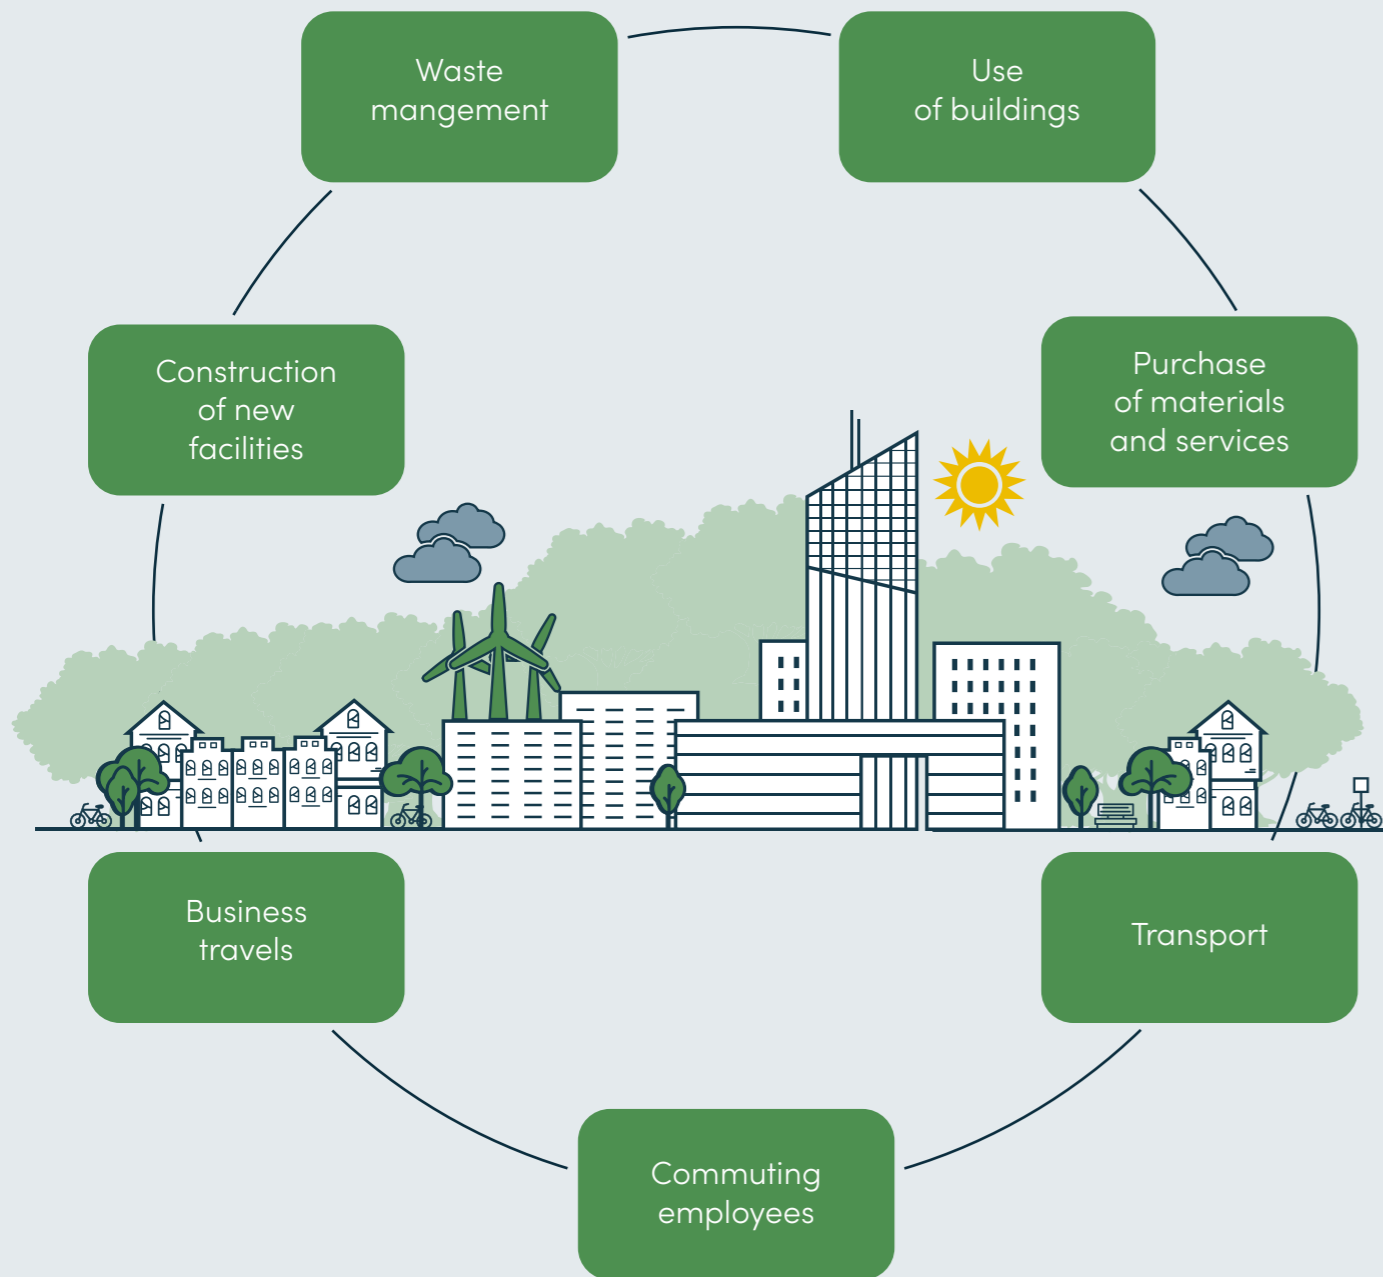 Waste
mangement
Use
of buildings
Construction
of new
facilities
Purchase
of materials
and services
Business
travels
Transport
Commuting
employees